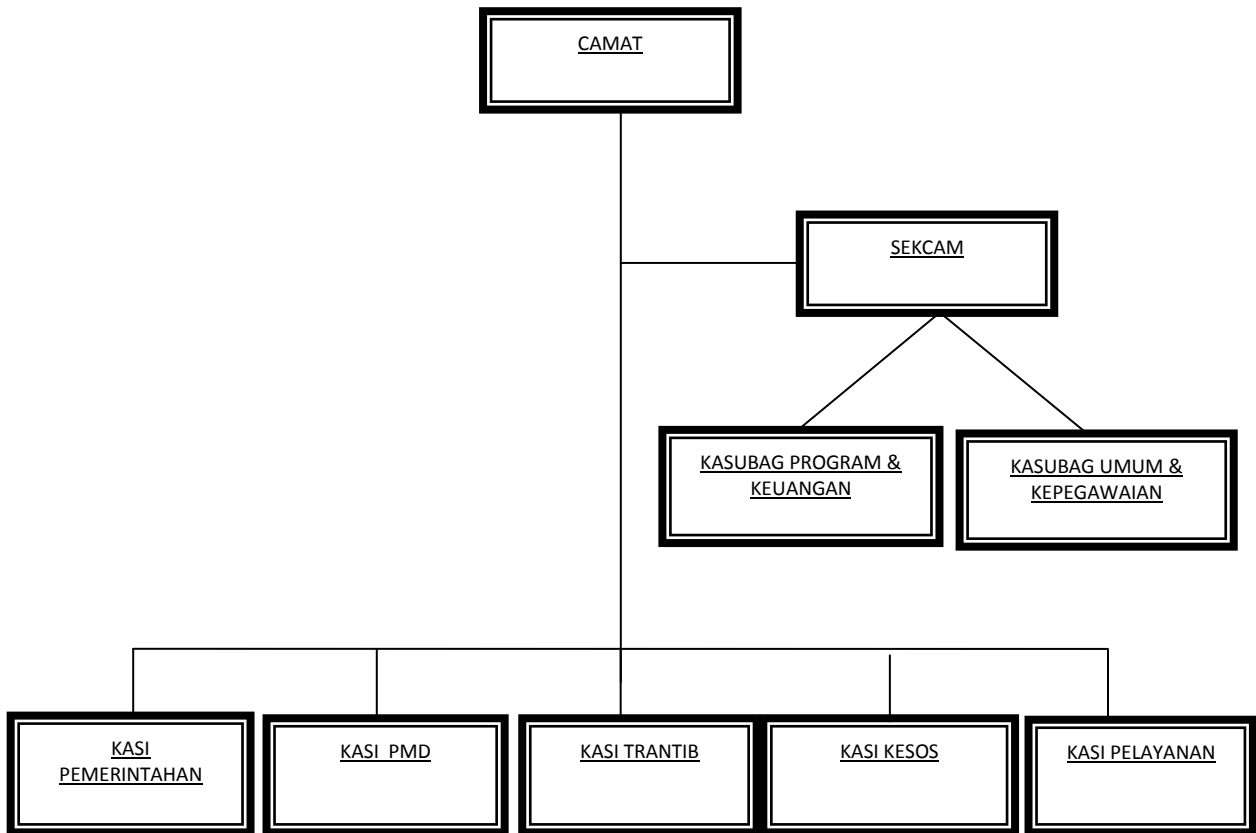 CAMAT
SEKCAM
KASUBAG PROGRAM &
KEUANGAN
KASUBAG UMUM &
KEPEGAWAIAN
KASI
PEMERINTAHAN
KASI PMD
KASI TRANTIB
KASI KESOS
KASI PELAYANAN